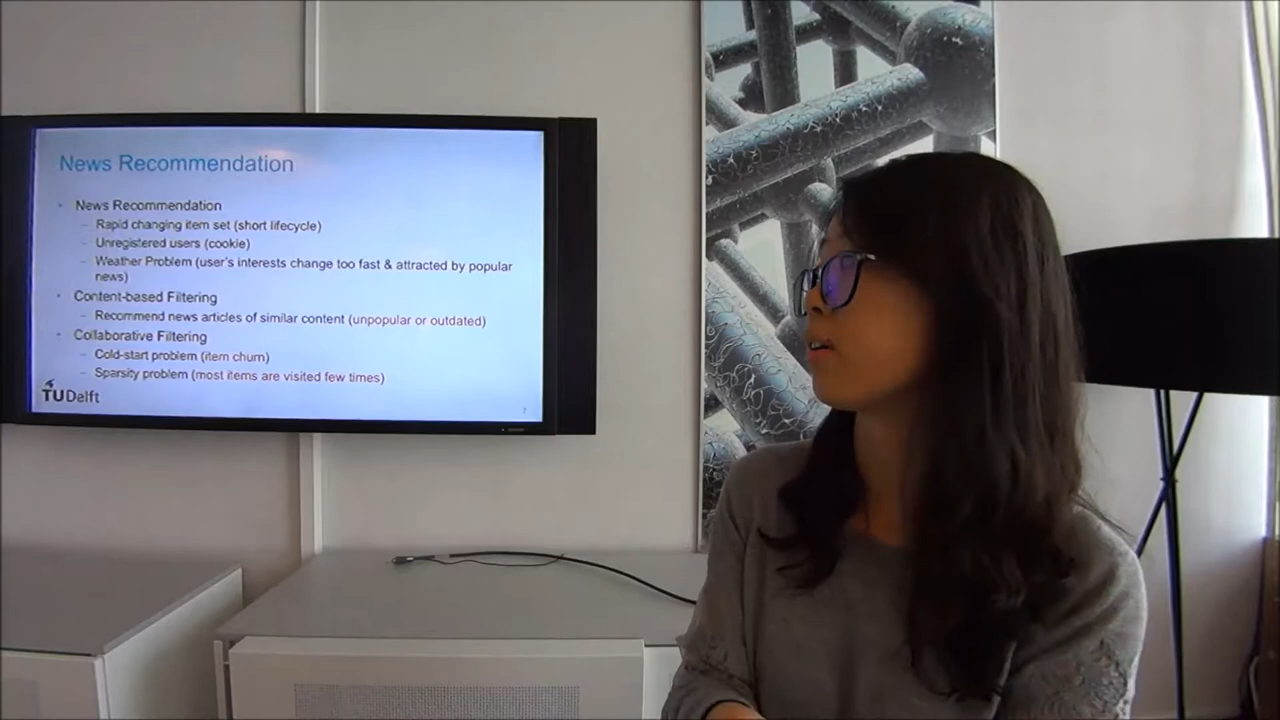 News Recommendation
• News Recommendation
– Rapid changing item set (short lifecycle)
– Unregistered users (cookie)
– Weather Problem (user's interests change too fast & attracted by popular
news)
• Content-based Filtering
– Recommend news articles of similar content (unpopular or outdated)
• Collaborative Filtering
– Cold-start problem (item churn)
– Sparsity problem (most items are visited few times)
TUDelft
7